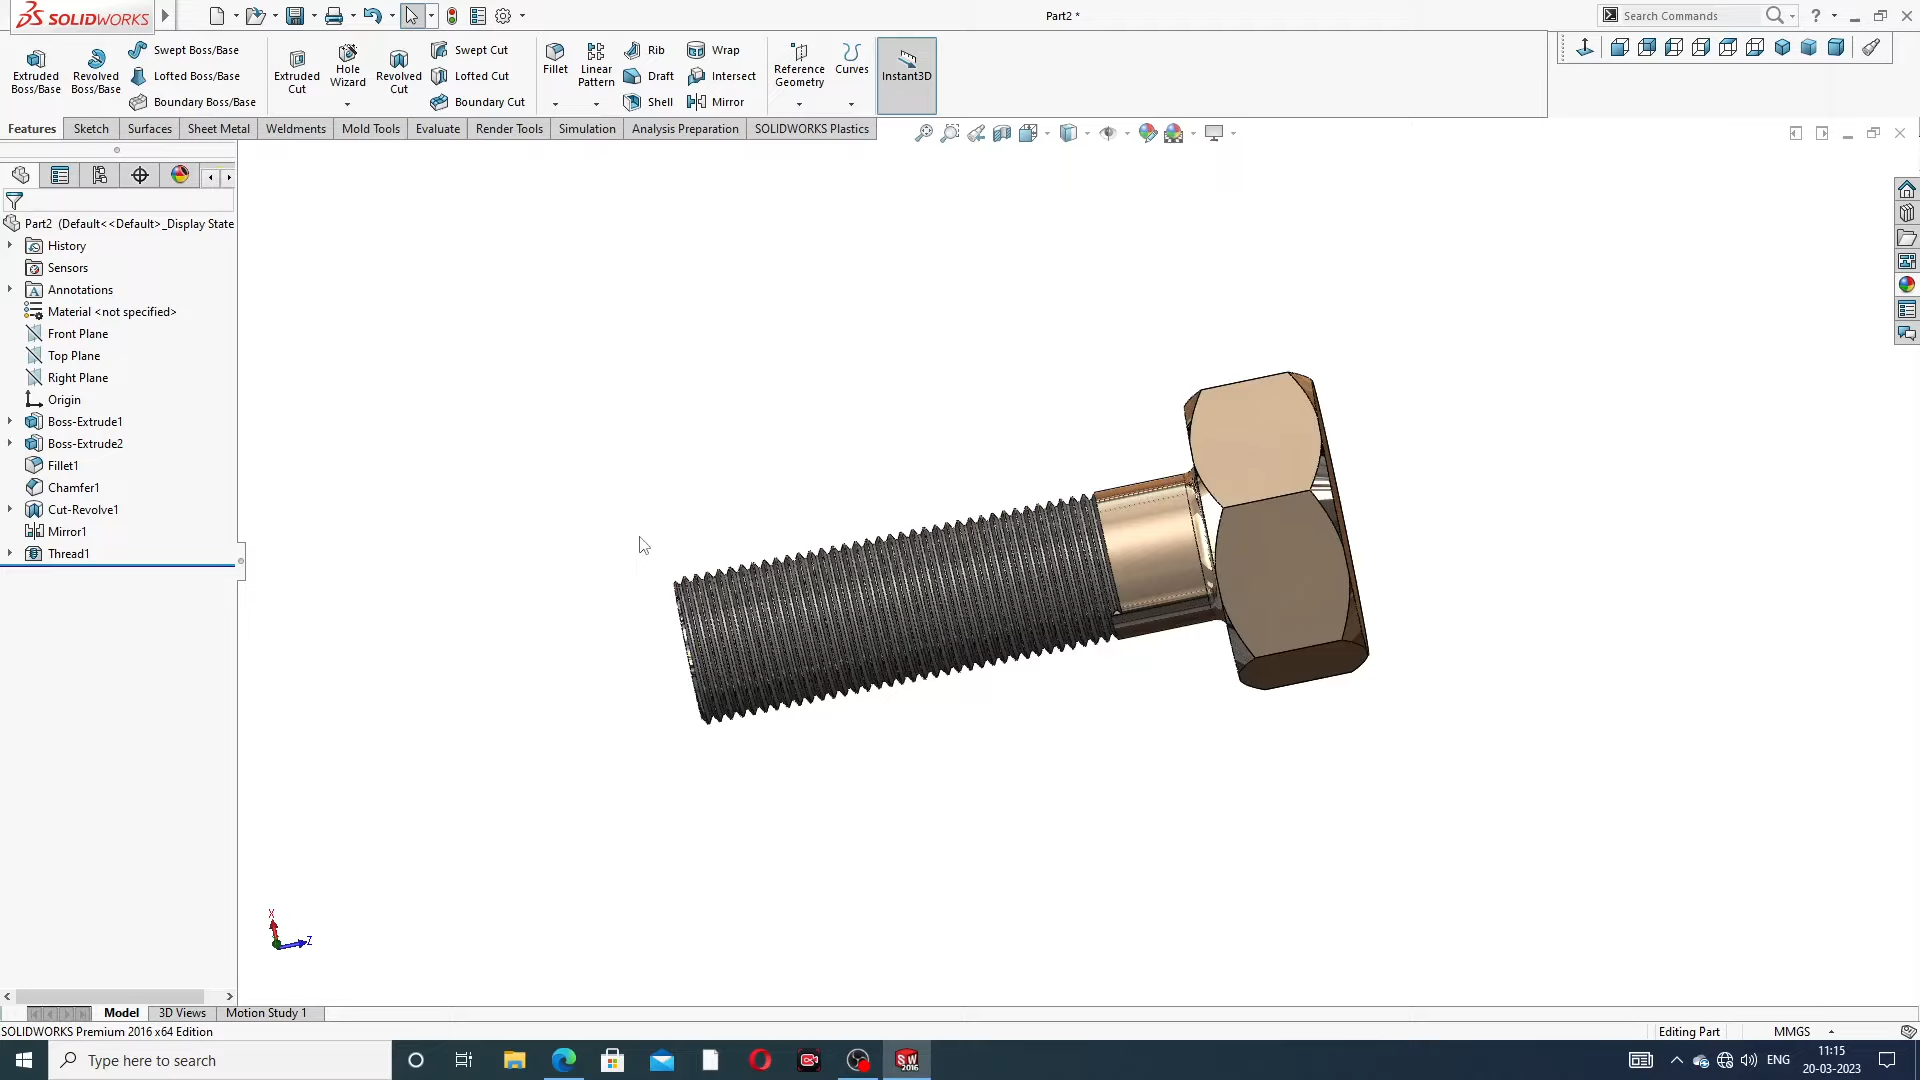 SOLIDWORKS
Part2 *
Search Commands
Extruded Boss/Base
Revolved Boss/Base
Swept Boss/Base
Lofted Boss/Base
Boundary Boss/Base
Extruded Cut
Hole Wizard
Revolved Cut
Swept Cut
Lofted Cut
Boundary Cut
Fillet
Linear Pattern
Rib
Draft
Shell
Wrap
Intersect
Mirror
Reference Geometry
Curves
Instant3D
Features
Sketch
Surfaces
Sheet Metal
Weldments
Mold Tools
Evaluate
Render Tools
Simulation
Analysis Preparation
SOLIDWORKS Plastics
Part2 (Default<<Default>_Display State
History
Sensors
Annotations
Material <not specified>
Front Plane
Top Plane
Right Plane
Origin
Boss-Extrude1
Boss-Extrude2
Fillet1
Chamfer1
Cut-Revolve1
Mirror1
Thread1
X
Z
Model
3D Views
Motion Study 1
SOLIDWORKS Premium 2016 x64 Edition
Editing Part
MMGS
Type here to search
SW
2016
ENG
11:15
20-03-2023